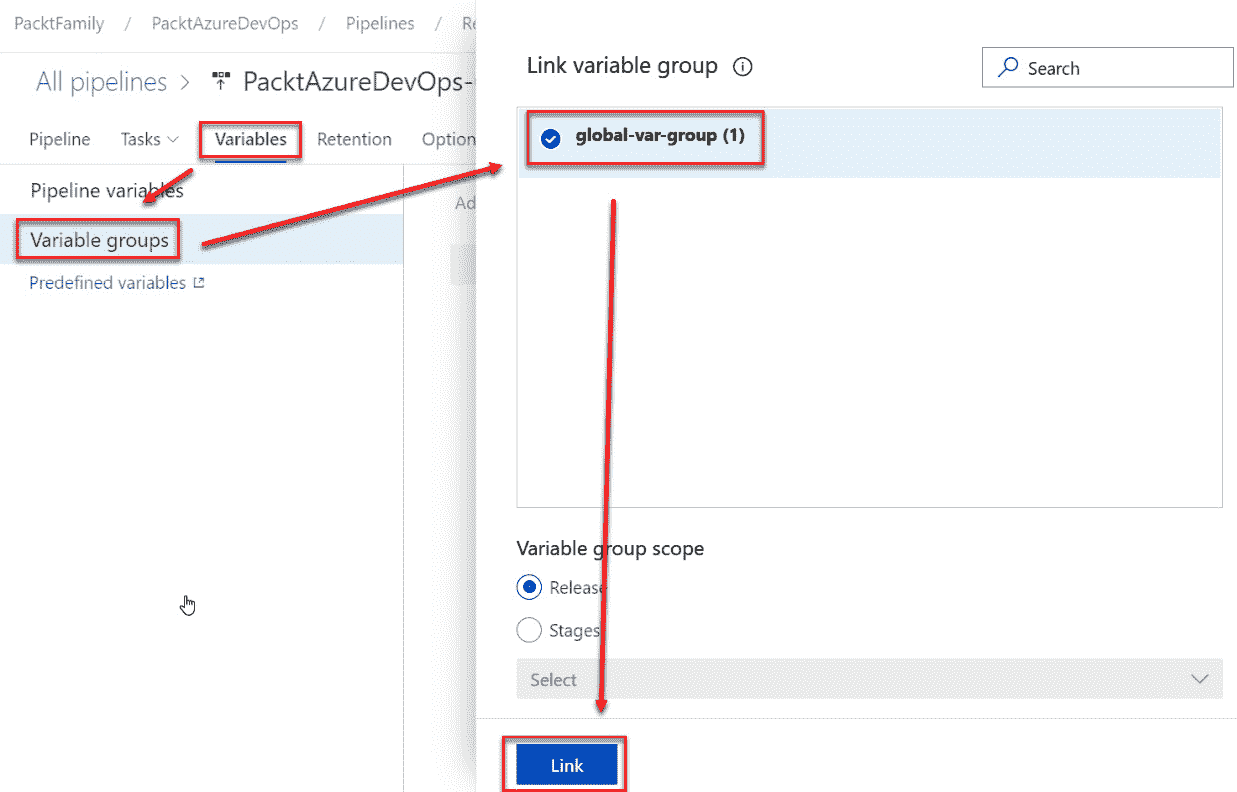 PacktFamily / PacktAzureDevOps / Pipelines / Re
All pipelines > PacktAzureDevOps-
Pipeline Tasks Variables Retention Option
Pipeline variables
Variable groups
Predefined variables
Ad
Link variable group
Search
global-var-group (1)
Variable group scope
Release
Stages
Select
Link